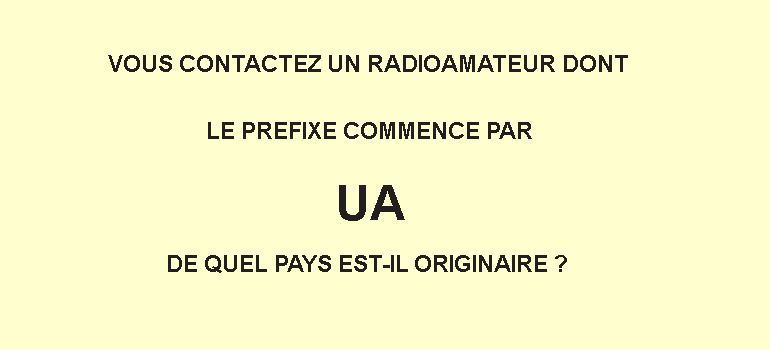 VOUS CONTACTEZ UN RADIOAMATEUR DONT
LE PREFIXE COMMENCE PAR
UA
DE QUEL PAYS EST-IL ORIGINAIRE ?